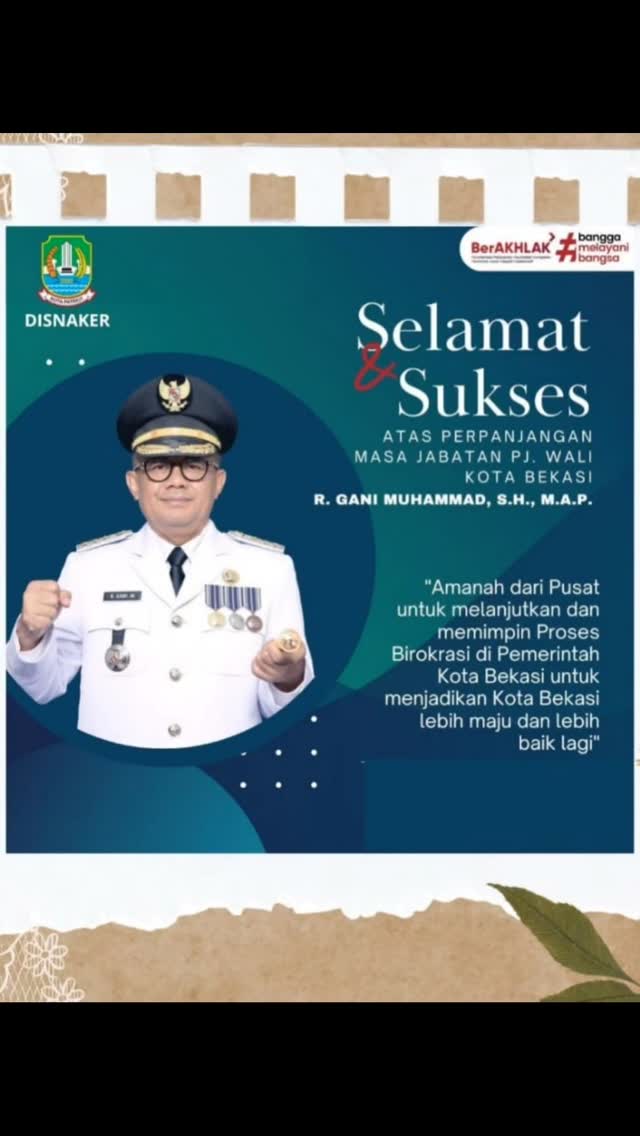 KOTA PATRIOT
DISNAKER
BerAKHLAK
#bangga
melayani
bangsa
Selamat
& Sukses
ATAS PERPANJANGAN
MASA JABATAN PJ. WALI
KOTA BEKASI
R. GANI MUHAMMAD, S.H., M.A.P.
"Amanah dari Pusat
untuk melanjutkan dan
memimpin Proses
Birokrasi di Pemerintah
Kota Bekasi untuk
menjadikan Kota Bekasi
lebih maju dan lebih
baik lagi"